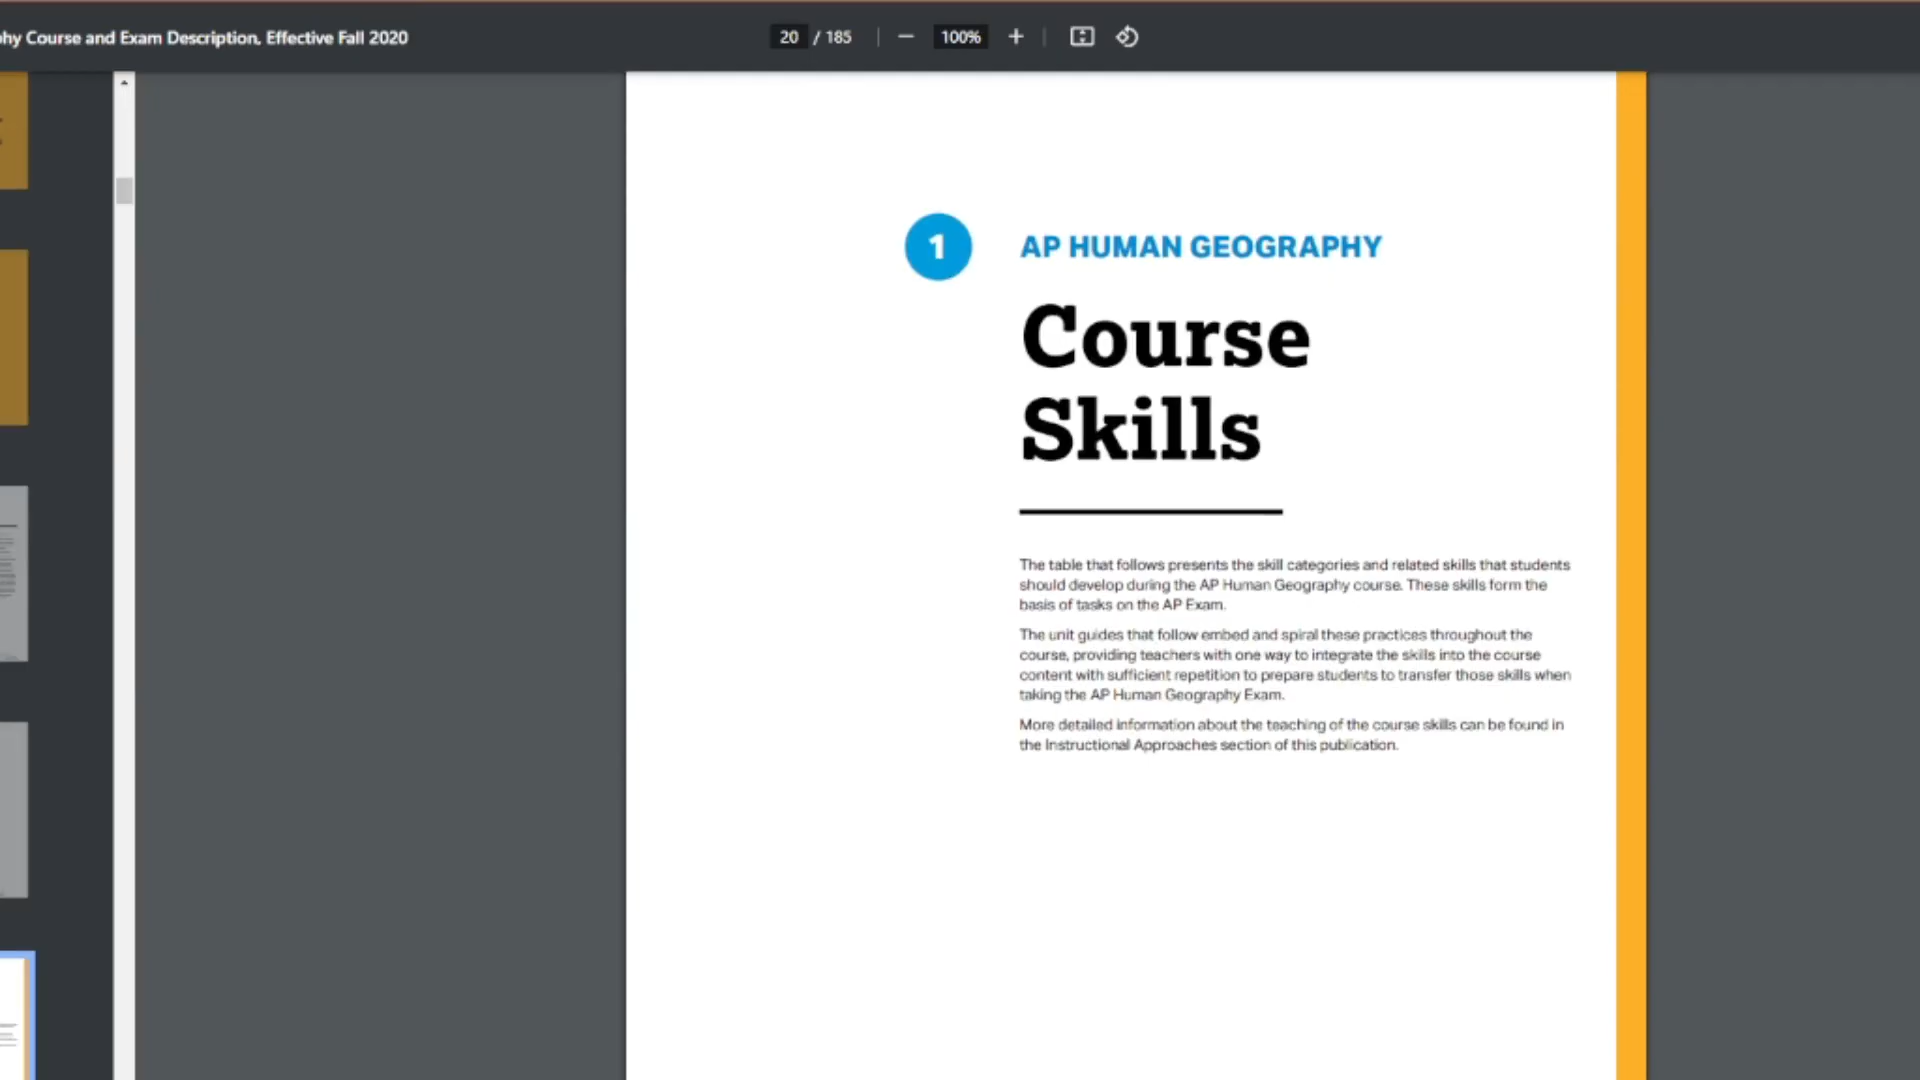 hy Course and Exam Description, Effective Fall 2020
20 / 185
100%
1
AP HUMAN GEOGRAPHY
Course
Skills
The table that follows presents the skill categories and related skills that students
should develop during the AP Human Geography course. These skills form the
basis of tasks on the AP Exam.
The unit guides that follow embed and spiral these practices throughout the
course, providing teachers with one way to integrate the skills into the course
content with sufficient repetition to prepare students to transfer those skills when
taking the AP Human Geography Exam.
More detailed information about the teaching of the course skills can be found in
the Instructional Approaches section of this publication.